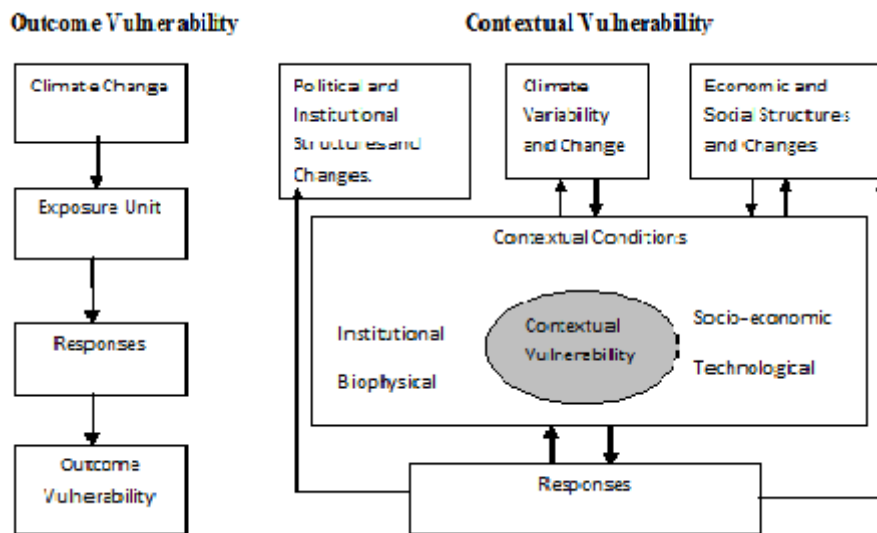 Outcome Vulnerability
Climate Change
Exposure Unit
Responses
Outcome
Vulnerability
Contextual Vulnerability
Political and
Institutional
Structures and
Changes.
Climate
Variability
and Change
Economic and
Social Structures
and Changes
Contextual Conditions
Institutional
Biophysical
Contextual
Vulnerability
Socio-economic
Technological
Responses